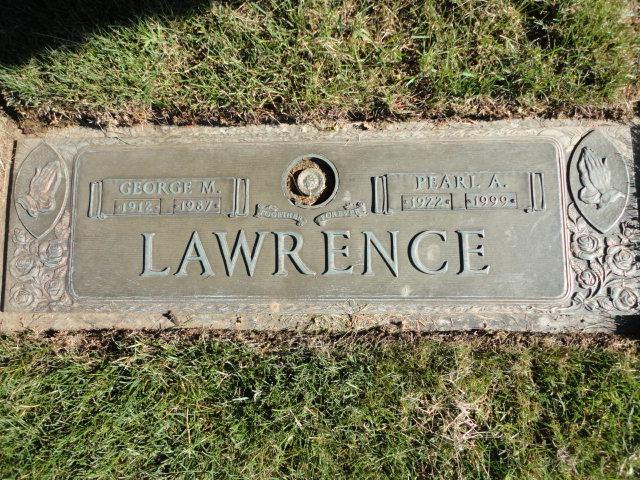 GEORGE M.
1912 1987
TOGETHER FOREVER
PEARL A.
1922 1999
LAWRENCE